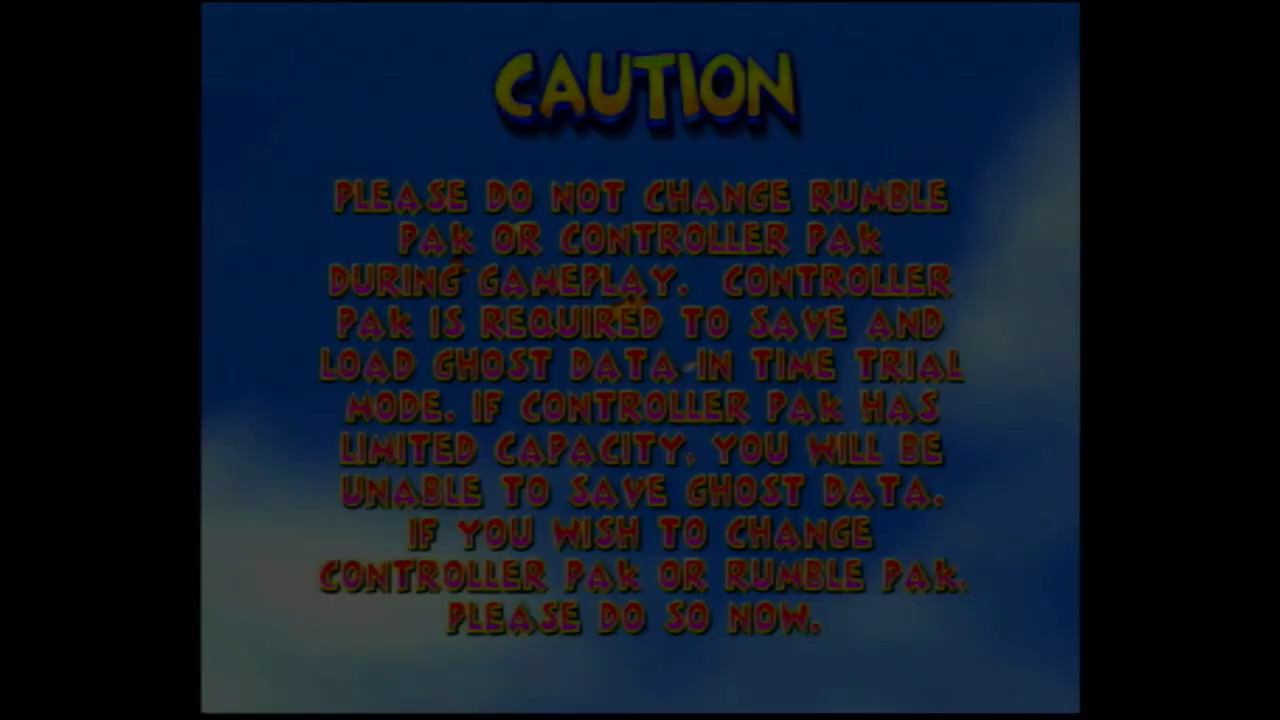 CAUTION
PLEASE DO NOT CHANGE RUMBLE
PAK OR CONTROLLER PAK
DURING GAMEPLAY. CONTROLLER
PAK IS REQUIRED TO SAVE AND
LOAD GHOST DATA IN TIME TRIAL
MODE. IF CONTROLLER PAK HAS
LIMITED CAPACITY, YOU WILL BE
UNABLE TO SAVE GHOST DATA.
IF YOU WISH TO CHANGE
CONTROLLER PAK OR RUMBLE PAK,
PLEASE DO SO NOW.